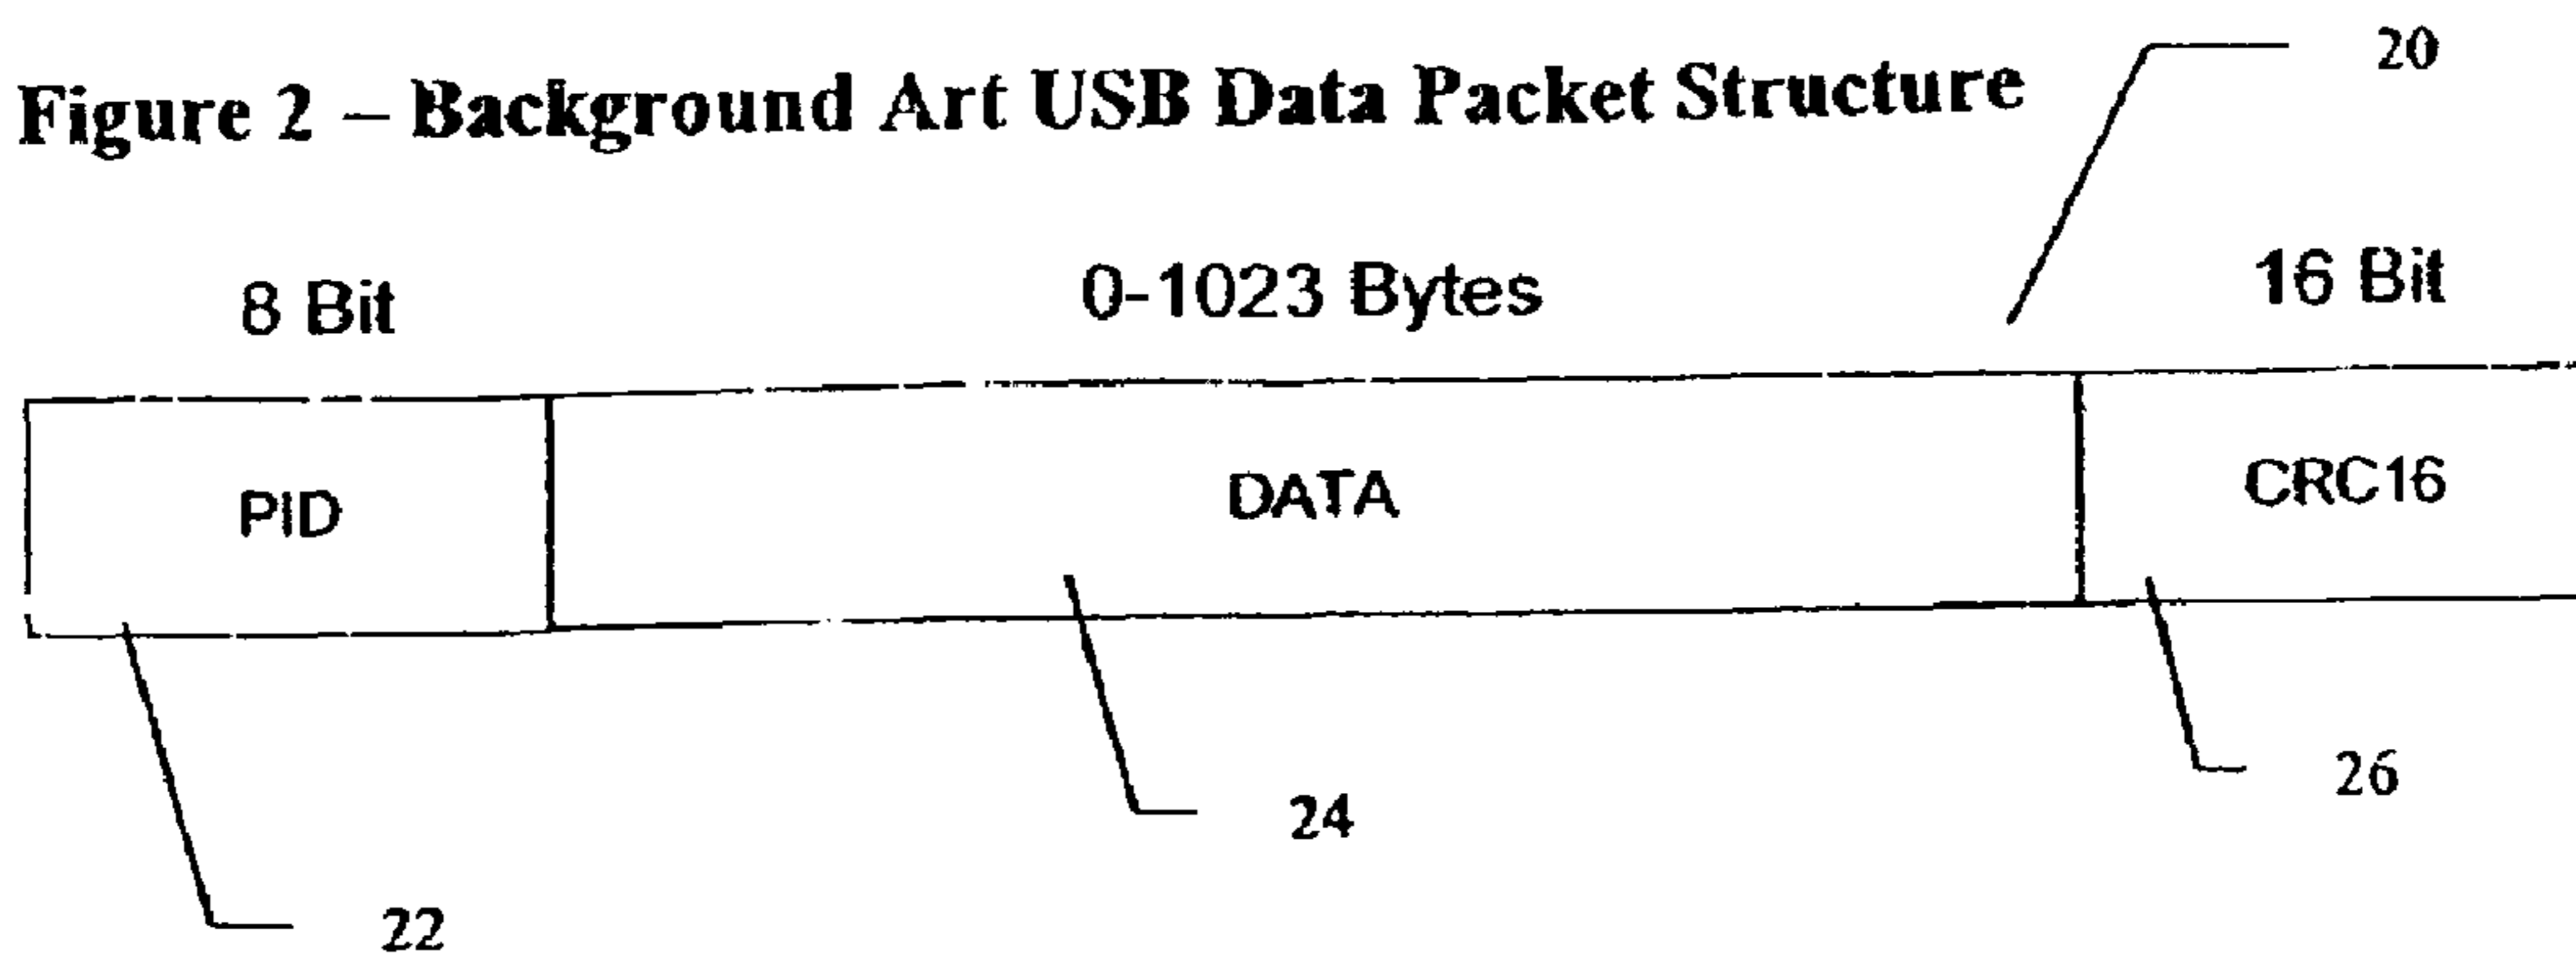 20
Figure 2 – Background Art USB Data Packet Structure
8 Bit 0-1023 Bytes 16 Bit
PID DATA CRC16
26
24
22